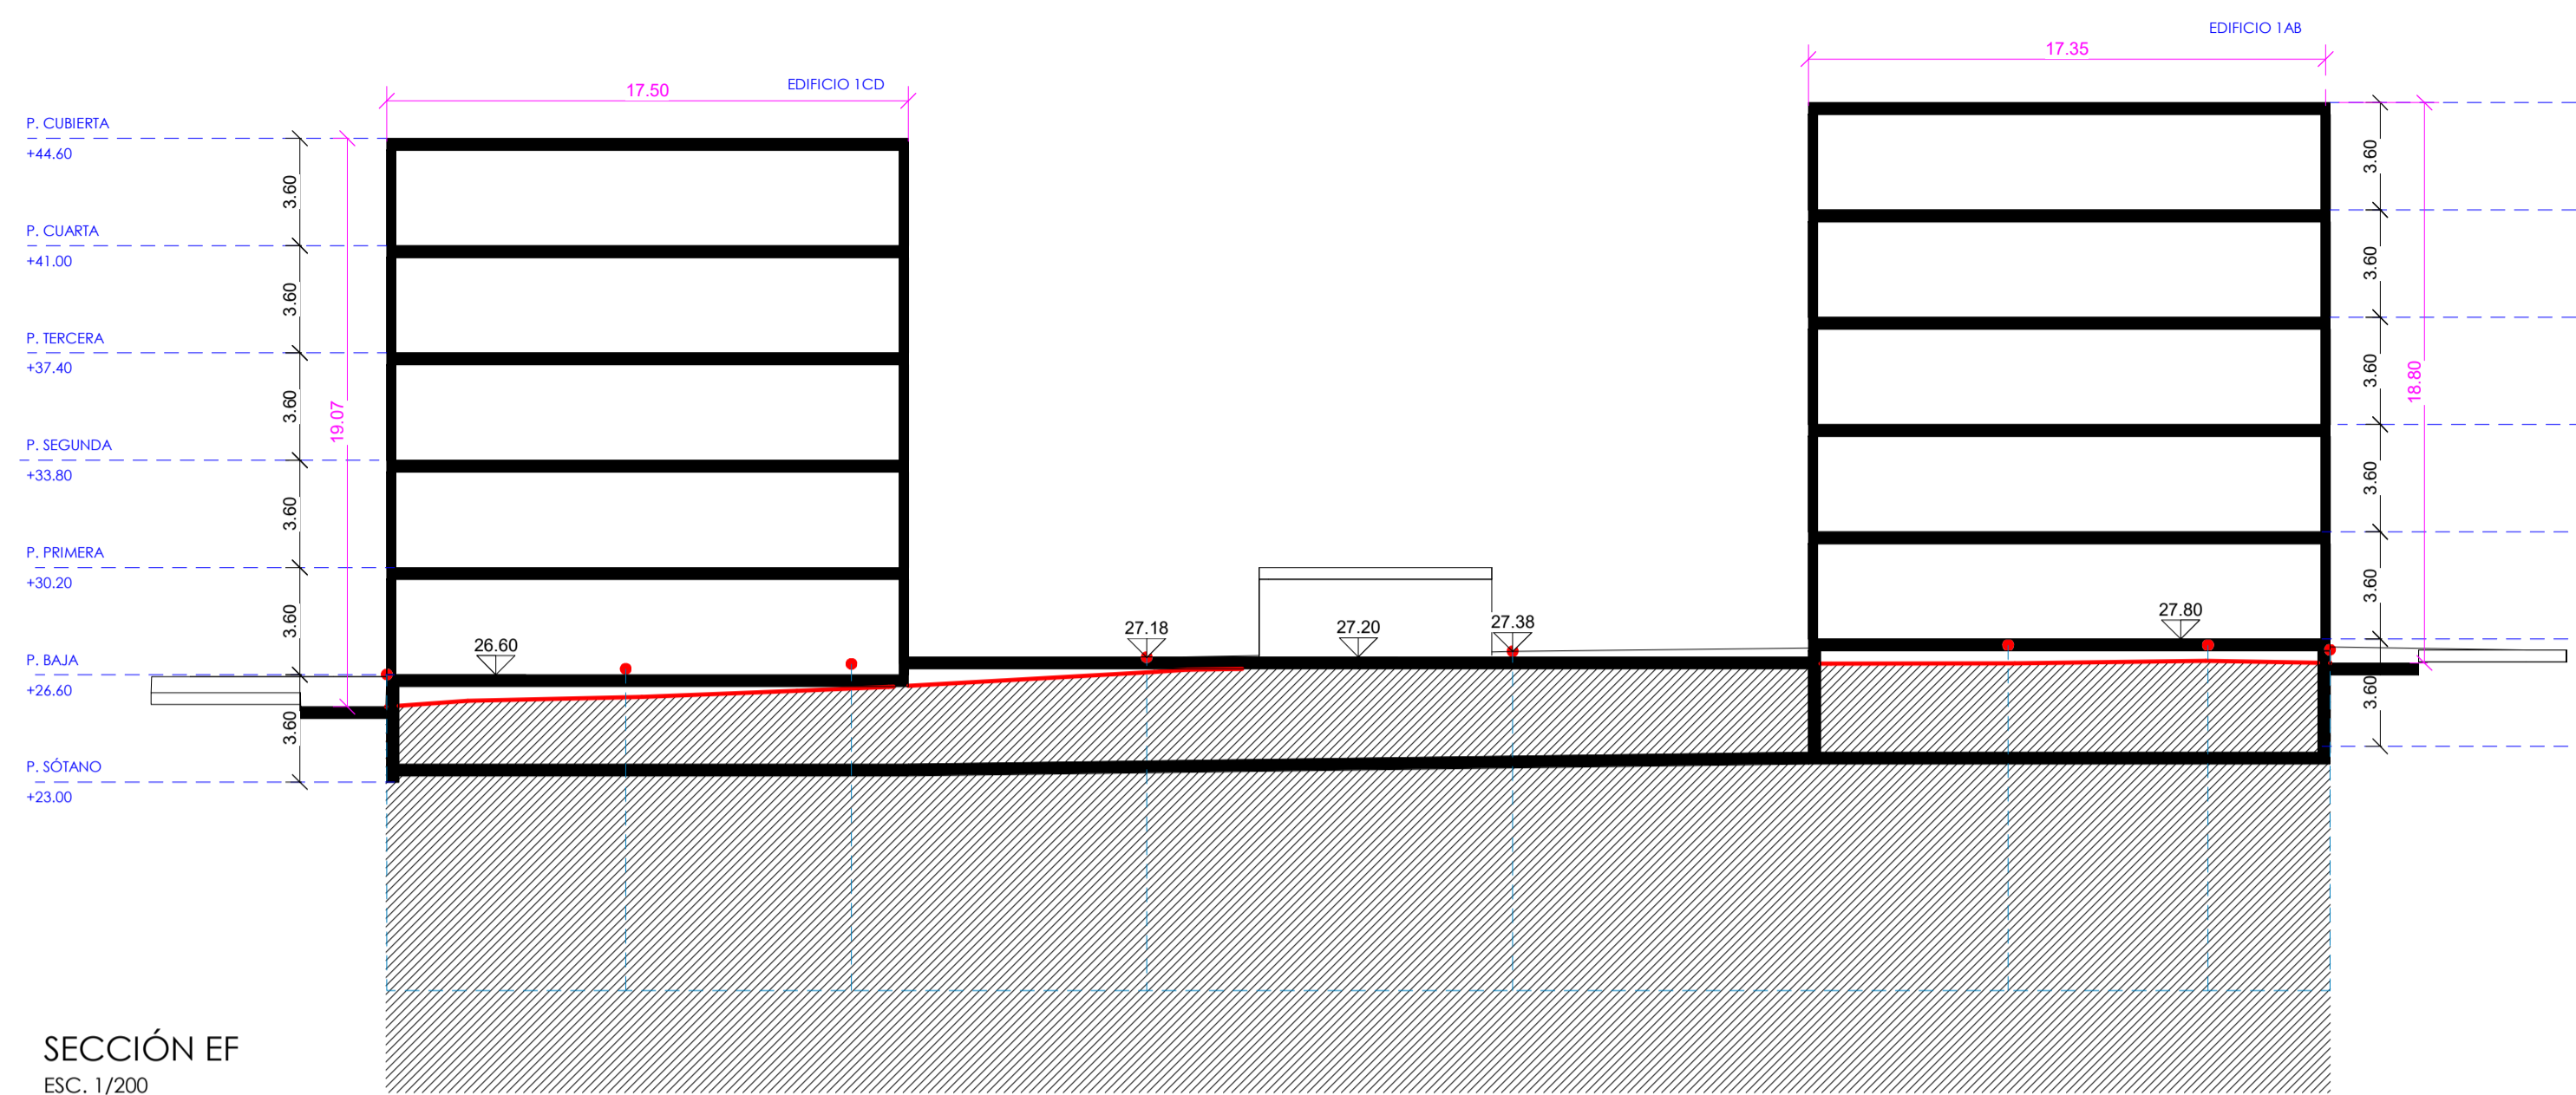 EDIFICIO 1AB
17.35
EDIFICIO 1CD
17.50
P. CUBIERTA
+44.60
3.60
3.60
P. CUARTA
+41.00
3.60
3.60
P. TERCERA
+37.40
3.60
3.60
19.07
18.80
P. SEGUNDA
+33.80
3.60
3.60
P. PRIMERA
+30.20
3.60
3.60
26.60
27.18
27.20
27.38
27.80
P. BAJA
+26.60
3.60
3.60
P. SÓTANO
+23.00
SECCIÓN EF
ESC. 1/200